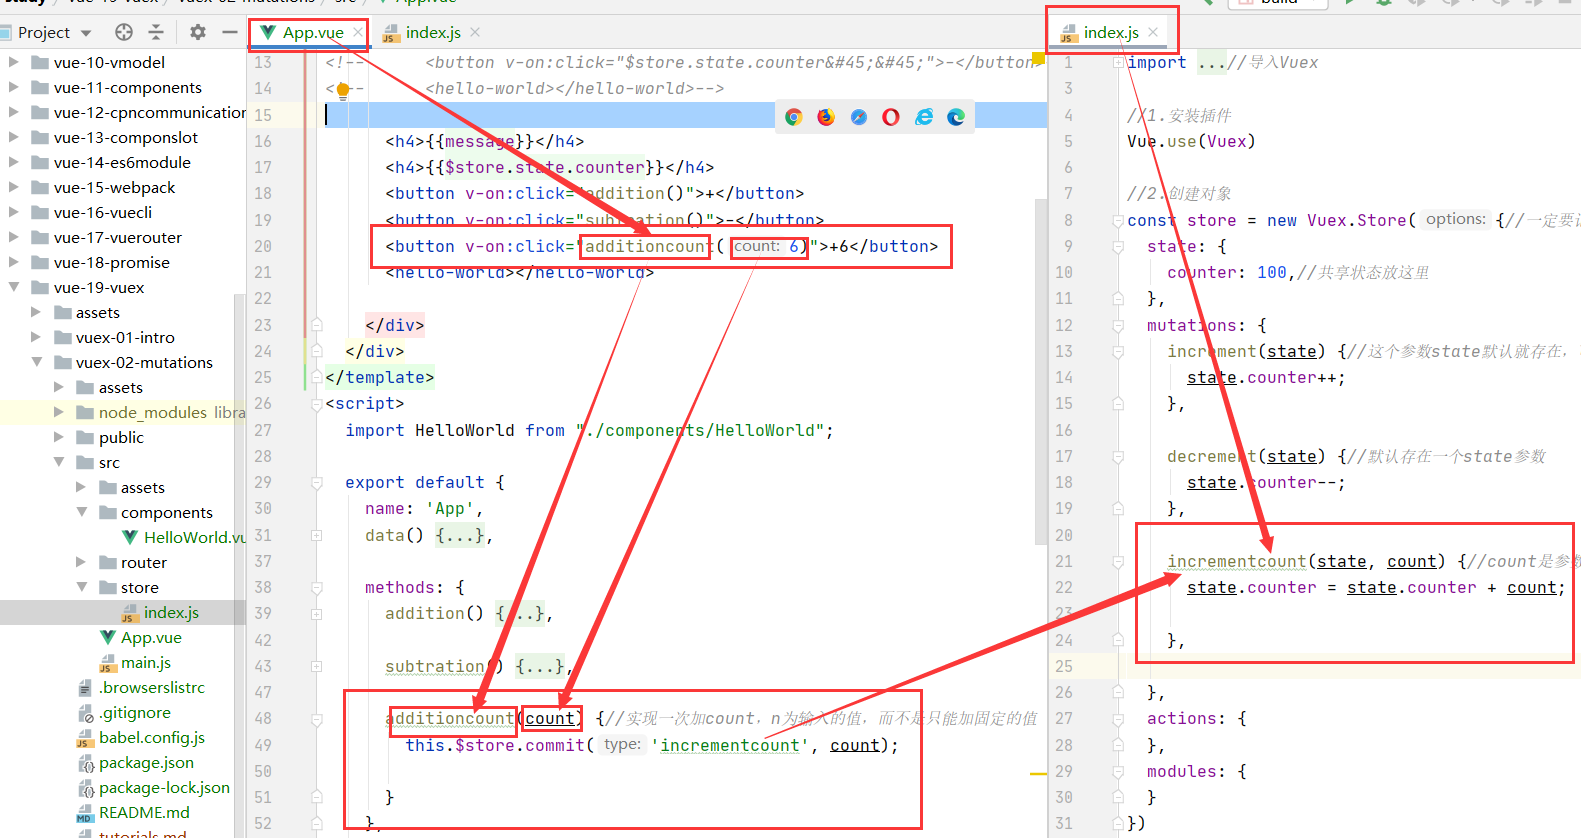 study vue-19-vuex vuex-02-mutations src App.vue build
Project
App.vue
index.js
index.js
vue-10-vmodel
vue-11-components
vue-12-cpncommunication
vue-13-componslot
vue-14-es6module
vue-15-webpack
vue-16-vuecli
vue-17-vuerouter
vue-18-promise
vue-19-vuex
assets
vuex-01-intro
vuex-02-mutations
assets
node_modules libra
public
src
assets
components
HelloWorld.vu
router
store
index.js
App.vue
main.js
.browserslistrc
.gitignore
babel.config.js
package.json
package-lock.json
README.md
tutorials.md
13 <!-- <button v-on:click="$store.state.counter&#45;&#45;">-</button>
14 <!-- <hello-world></hello-world>-->
15
16 <h4>{{message}}</h4>
17 <h4>{{$store.state.counter}}</h4>
18 <button v-on:click="addition()">+</button>
19 <button v-on:click="subtration()">-</button>
20 <button v-on:click="additioncount( count: 6)">+6</button>
21 <hello-world></hello-world>
22
23 </div>
24 </div>
25 </template>
26 <script>
27 import HelloWorld from "./components/HelloWorld";
28
29 export default {
30 name: 'App',
31 data() {...},
37
38 methods: {
39 addition() {...},
42
43 subtration() {...},
47
48 additioncount(count) {//实现一次加count，n为输入的值，而不是只能加固定的值
49 this.$store.commit( type: 'incrementcount', count);
50
51 }
52 },
1 import ...//导入Vuex
3
4 //1.安装插件
5 Vue.use(Vuex)
6
7 //2.创建对象
8 const store = new Vuex.Store( options: {//一定要
9 state: {
10 counter: 100,//共享状态放这里
11 },
12 mutations: {
13 increment(state) {//这个参数state默认就存在，
14 state.counter++;
15 },
16
17 decrement(state) {//默认存在一个state参数
18 state.counter--;
19 },
20
21 incrementcount(state, count) {//count是参数
22 state.counter = state.counter + count;
23
24 },
25
26 },
27 actions: {
28 },
29 modules: {
30 }
31 })